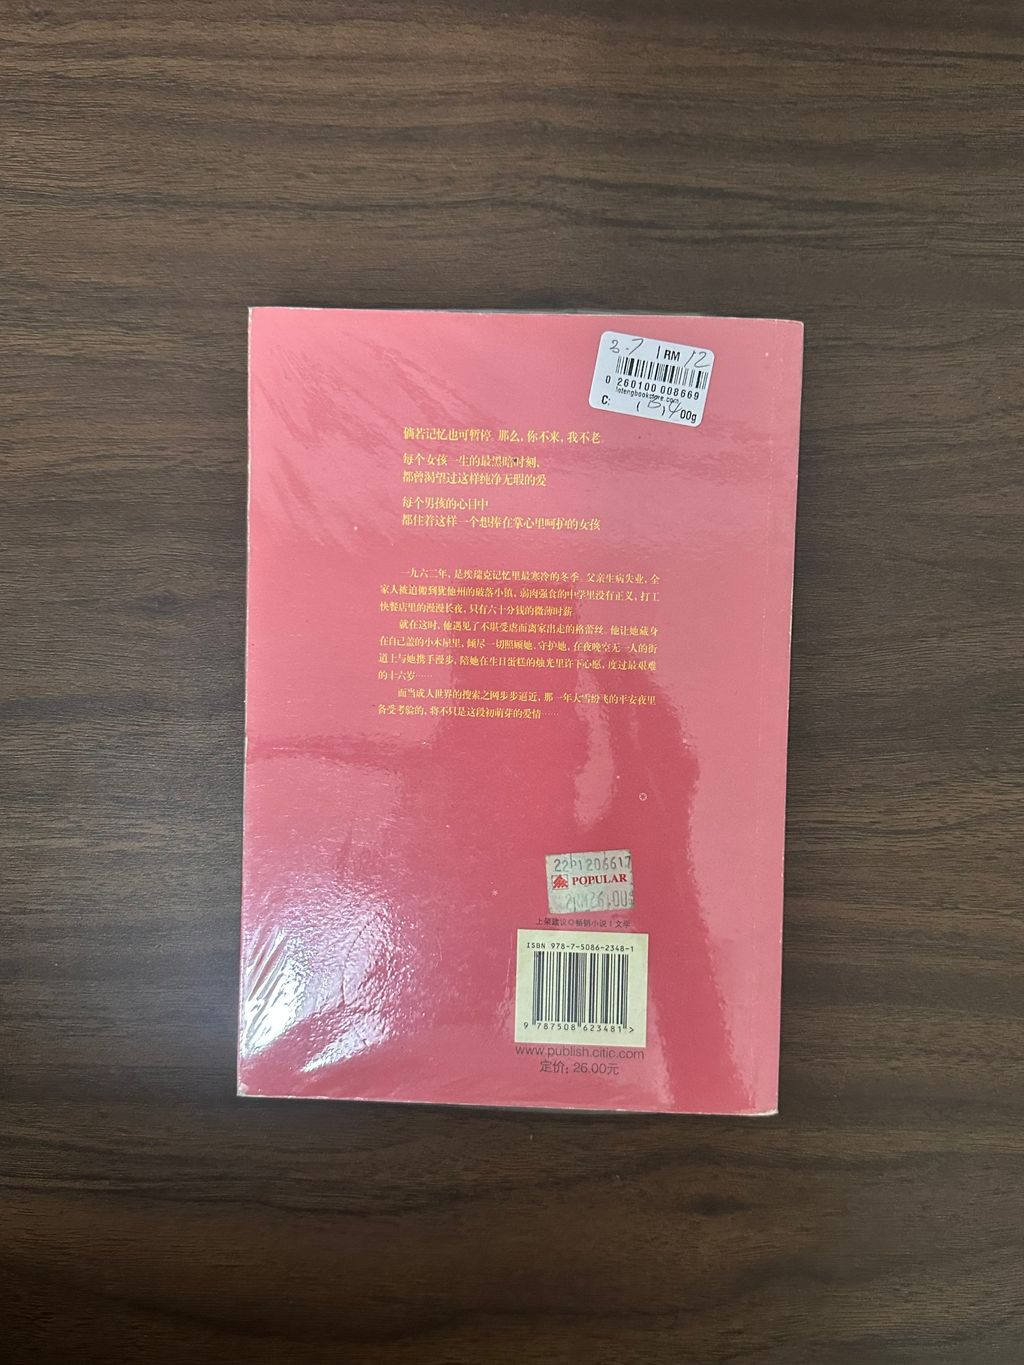 3.7 | RM 12
0 260100 008669
totengbookstore.com
C: 00g
倘若记忆也可暂停。那么，你不来，我不老。
每个女孩一生的最黑暗时刻，
都曾渴望过这样纯净无瑕的爱
每个男孩的心目中
都住着这样一个想捧在掌心里呵护的女孩
一九六二年，是埃瑞克记忆里最寒冷的冬季。父亲生病失业，全
家人被迫搬到犹他州的破落小镇，弱肉强食的中学里没有正义，打工
快餐店里的漫漫长夜，只有六十分钱的微薄时薪。
就在这时，他遇见了不堪受虐而离家出走的格蕾丝。他让她藏身
在自己盖的小木屋里，倾尽一切照顾她、守护她，在夜晚空无一人的街
道上与她携手漫步，陪她在生日蛋糕的烛光里许下心愿，度过最艰难
的十六岁……
而当成人世界的搜索之网步步逼近，那一年大雪纷飞的平安夜里
备受考验的，将不只是这段初萌芽的爱情……
22P1206617
POPULAR
上架建议◎畅销小说 | 文学
ISBN 978-7-5086-2348-1
9 787508 623481 >
www.publish.citic.com
定价：26.00元